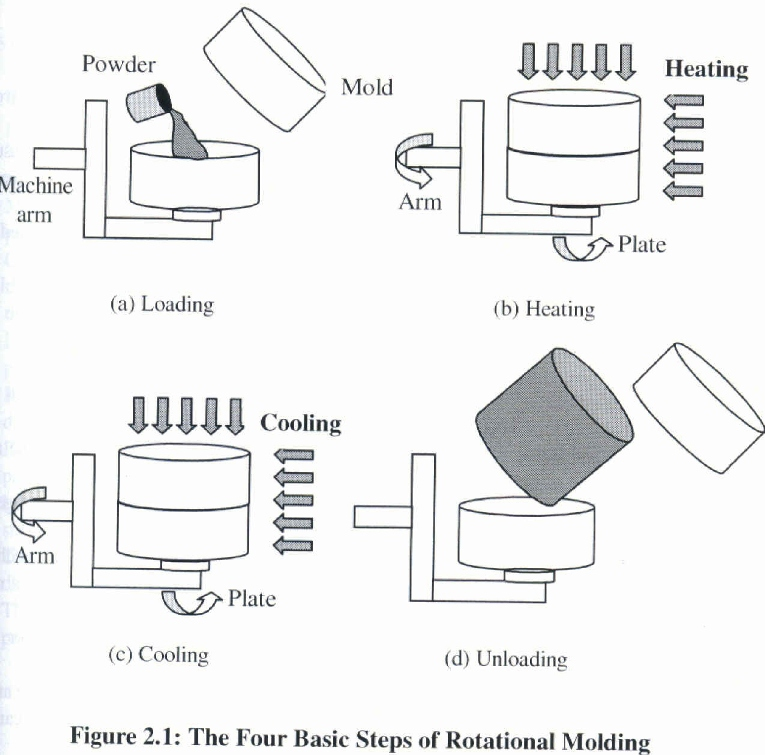 Powder
Mold
Machine
arm
(a) Loading
Heating
Arm
Plate
(b) Heating
Cooling
Arm
Plate
(c) Cooling
(d) Unloading
Figure 2.1: The Four Basic Steps of Rotational Molding